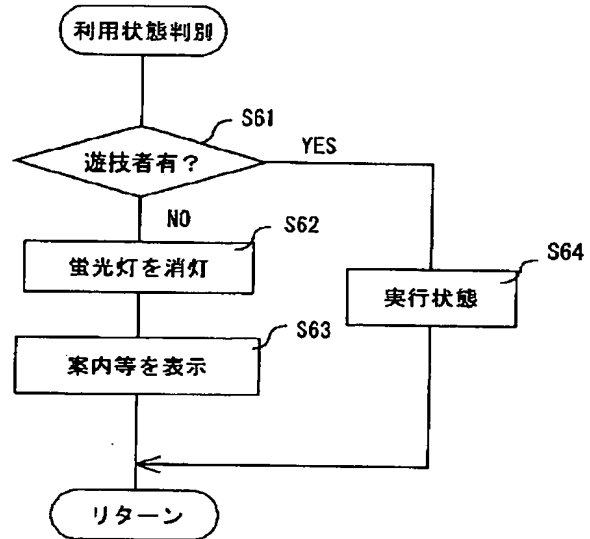 利用状態判別
S61
遊技者有?
YES
NO
S62
蛍光灯を消灯
S64
実行状態
S63
案内等を表示
リターン